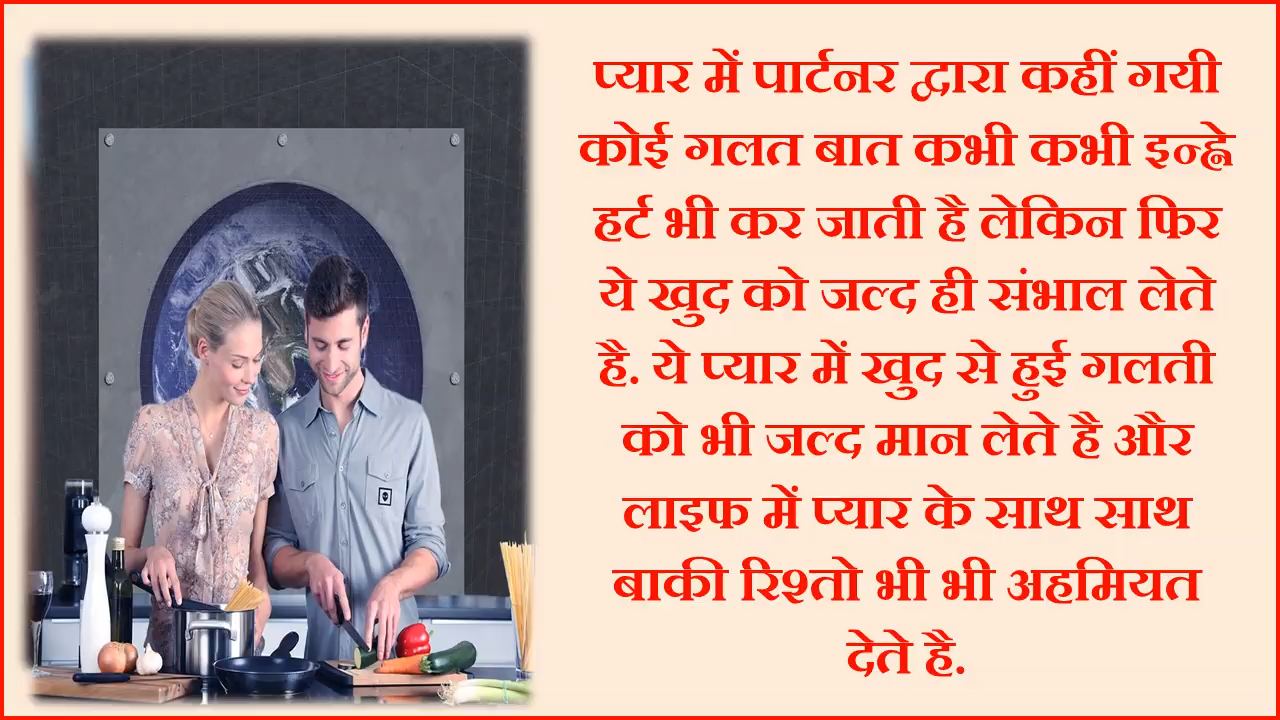 प्यार में पार्टनर द्वारा कहीं गयी
कोई गलत बात कभी कभी इन्ह्ने
हर्ट भी कर जाती है लेकिन फिर
ये खुद को जल्द ही संभाल लेते
है. ये प्यार में खुद से हुई गलती
को भी जल्द मान लेते है और
लाइफ में प्यार के साथ साथ
बाकी रिश्तो भी भी अहमियत
देते है.